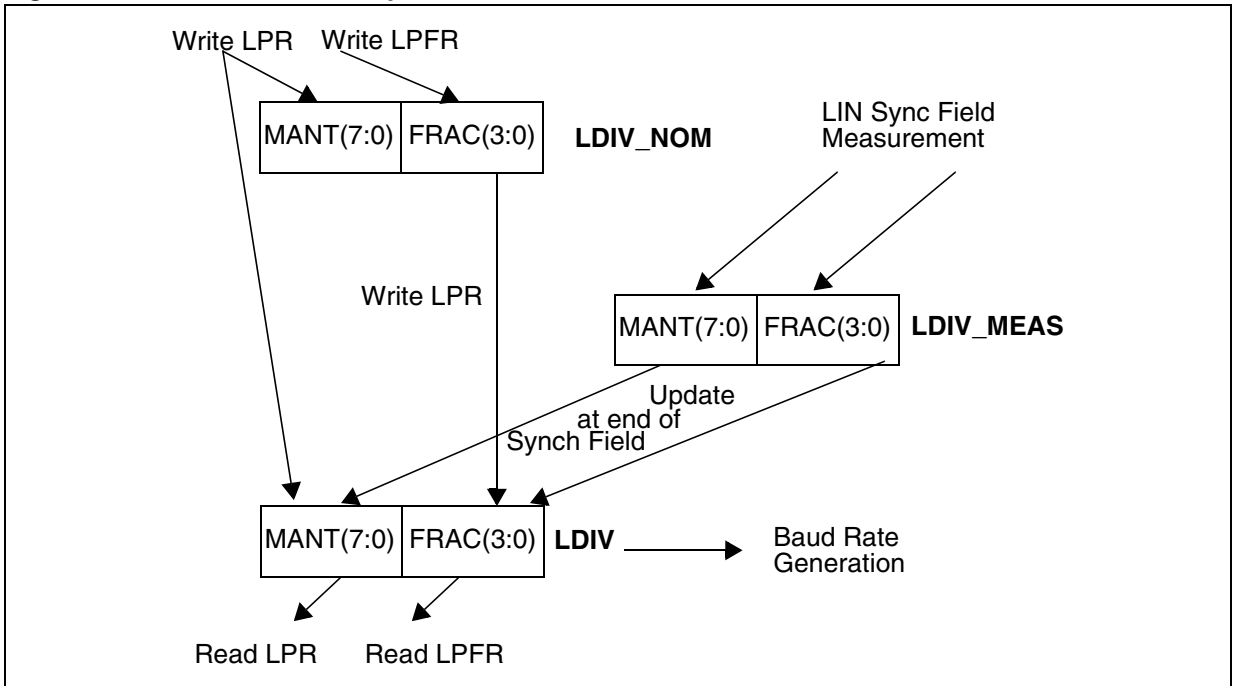 Write LPR
Write LPFR
MANT(7:0)
FRAC(3:0)
LDIV_NOM
LIN Sync Field
Measurement
Write LPR
MANT(7:0)
FRAC(3:0)
LDIV_MEAS
Update
at end of
Synch Field
MANT(7:0)
FRAC(3:0)
LDIV
Baud Rate
Generation
Read LPR
Read LPFR